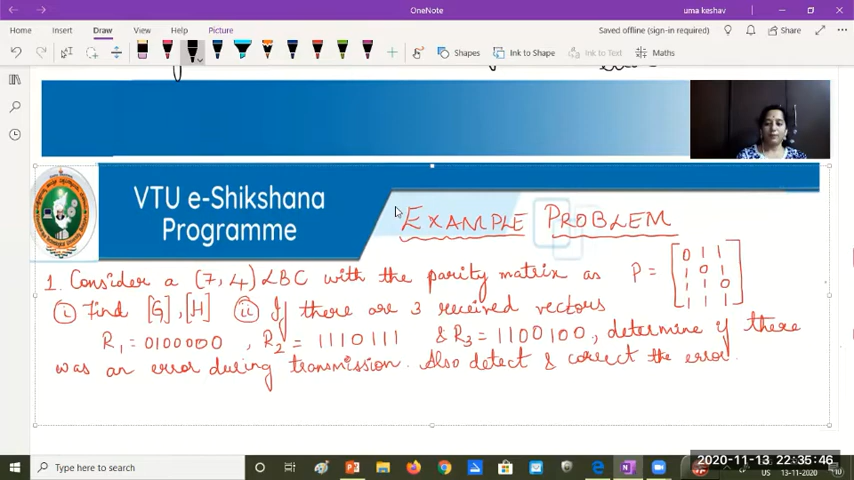 OneNote
uma keshav
Home Insert Draw View Help Picture Saved offline (sign-in required)
Shapes Ink to Shape Ink to Text Maths
VTU e-Shikshana
Programme
EXAMPLE PROBLEM
1. Consider a (7,4) LBC with the parity matrix as P = [0 1 1
1 0 1
1 1 0
1 1 1]
(i) Find [G], [H] (ii) If there are 3 received vectors
R1 = 0100000, R2 = 1110111 & R3 = 1100100, determine if there
was an error during transmission. Also detect & correct the error.
2020-11-13 22:35:46
Type here to search
13-11-2020